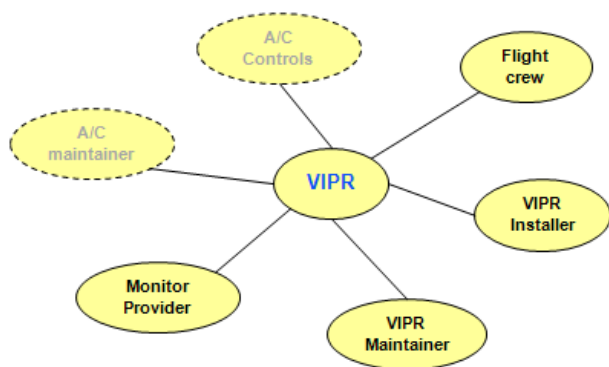 A/C
Controls
Flight
crew
A/C
maintainer
VIPR
VIPR
Installer
Monitor
Provider
VIPR
Maintainer